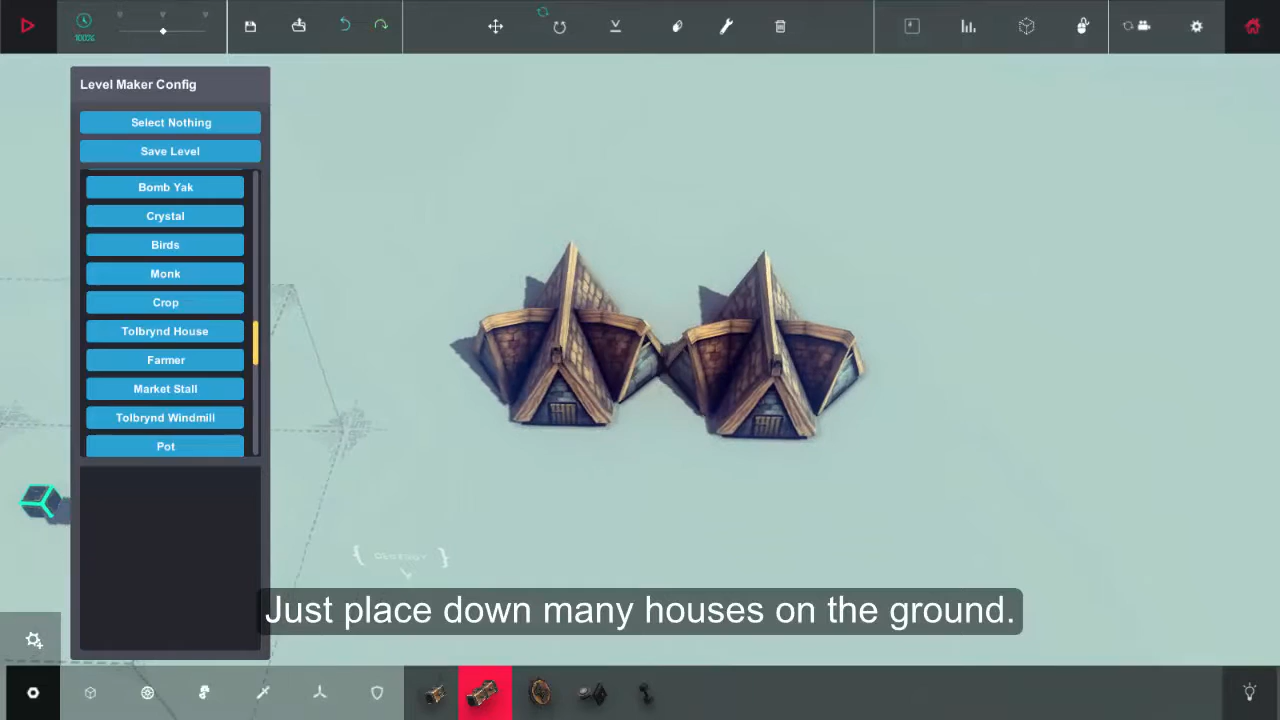 100%
Level Maker Config
Select Nothing
Save Level
Bomb Yak
Crystal
Birds
Monk
Crop
Tolbrynd House
Farmer
Market Stall
Tolbrynd Windmill
Pot
Just place down many houses on the ground.